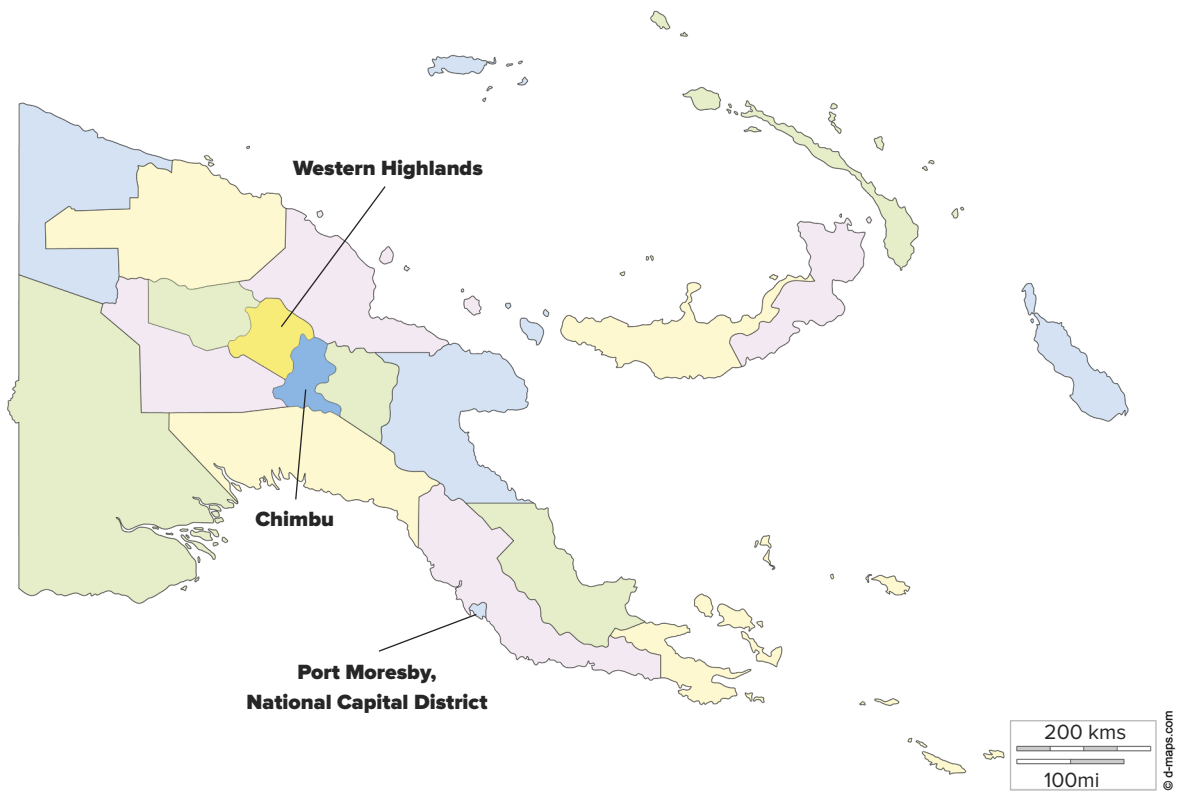 Western Highlands
Chimbu
Port Moresby,
National Capital District
200 kms
100mi
© d-maps.com